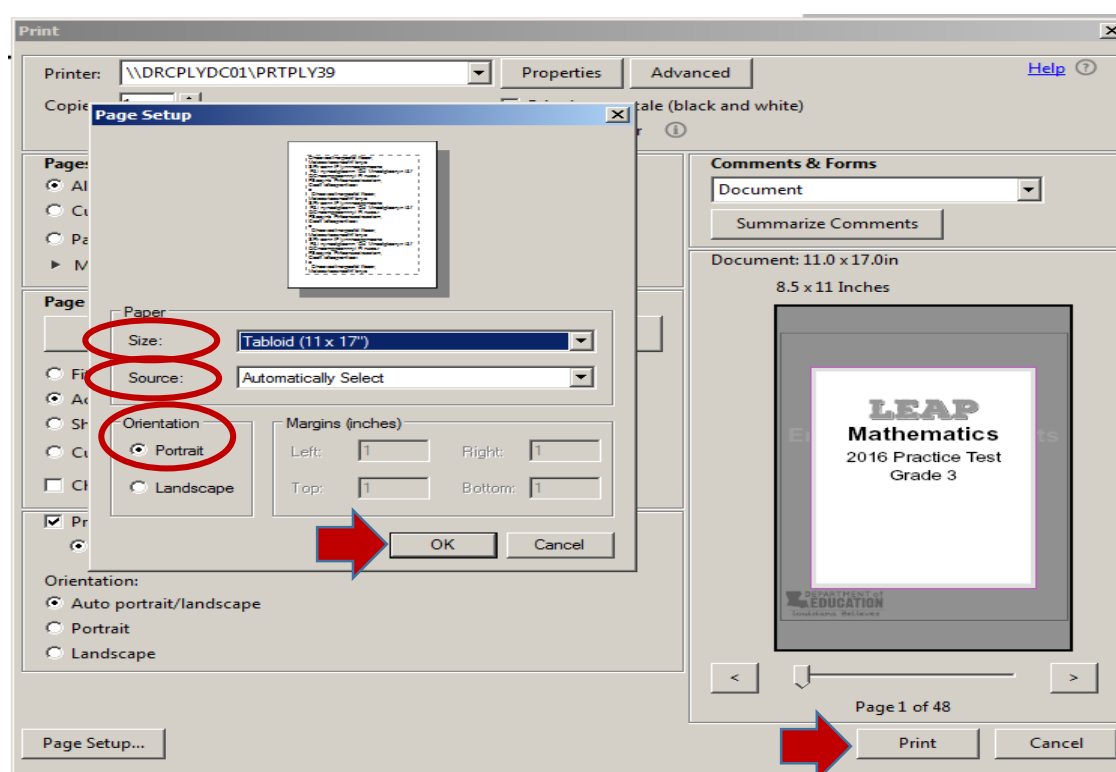 Print
Printer: \\DRCPLYDC01\PRTPLY39 Properties Advanced Help
Copie
cale (black and white)
r
Page Setup
Pages
Al
Cu
Pa
M
Comments & Forms
Document
Summarize Comments
Document: 11.0 x 17.0in
8.5 x 11 Inches
Page
Paper
Size: Tabloid (11 x 17")
Source: Automatically Select
Fi
Ac
Sh
Cu
Ch
Orientation
Portrait
Landscape
Margins (inches)
Left: 1 Right: 1
Top: 1 Bottom: 1
OK Cancel
Pr
LEAP
Mathematics
2016 Practice Test
Grade 3
E ts
DEPARTMENT of
EDUCATION
Louisiana Believes
Orientation:
Auto portrait/landscape
Portrait
Landscape
< >
Page 1 of 48
Page Setup... Print Cancel